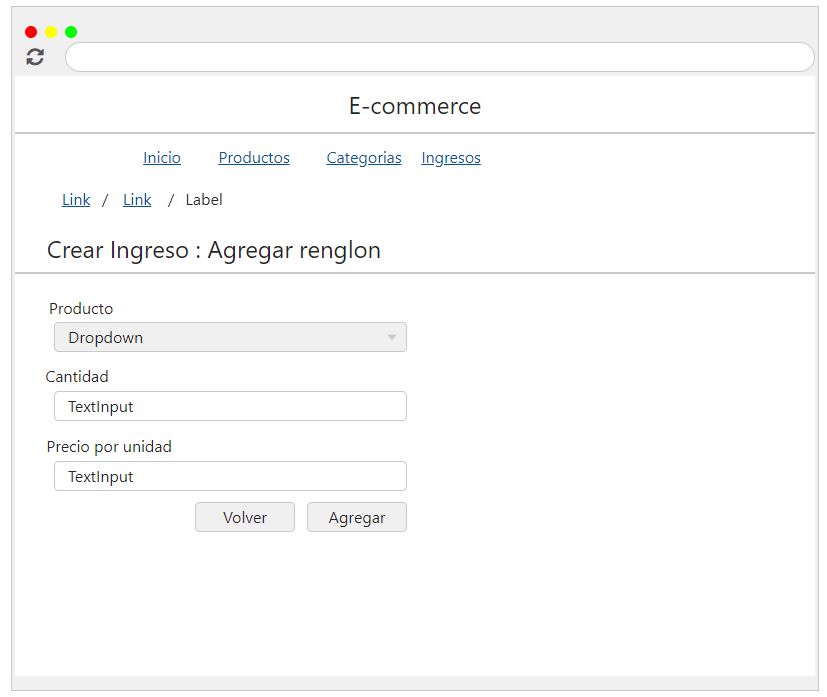 E-commerce
Inicio Productos Categorias Ingresos
Link / Link / Label
Crear Ingreso : Agregar renglon
Producto
Dropdown
Cantidad
TextInput
Precio por unidad
TextInput
Volver Agregar